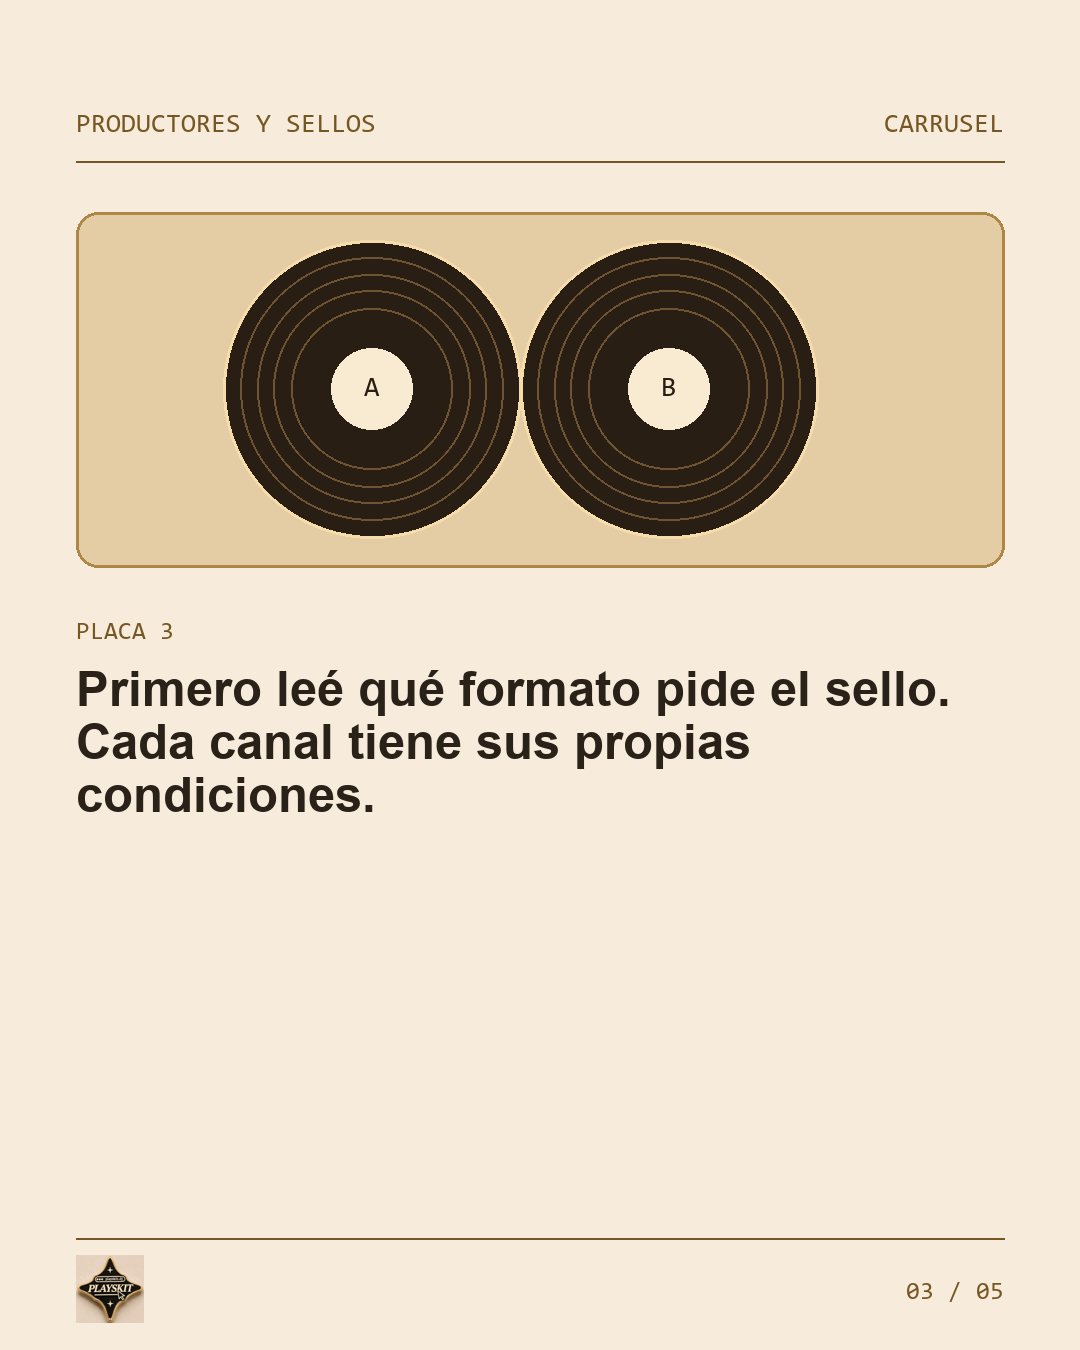 PRODUCTORES Y SELLOS
CARRUSEL
A
B
PLACA 3
Primero leé qué formato pide el sello.
Cada canal tiene sus propias
condiciones.
PLAYSKIT
03 / 05